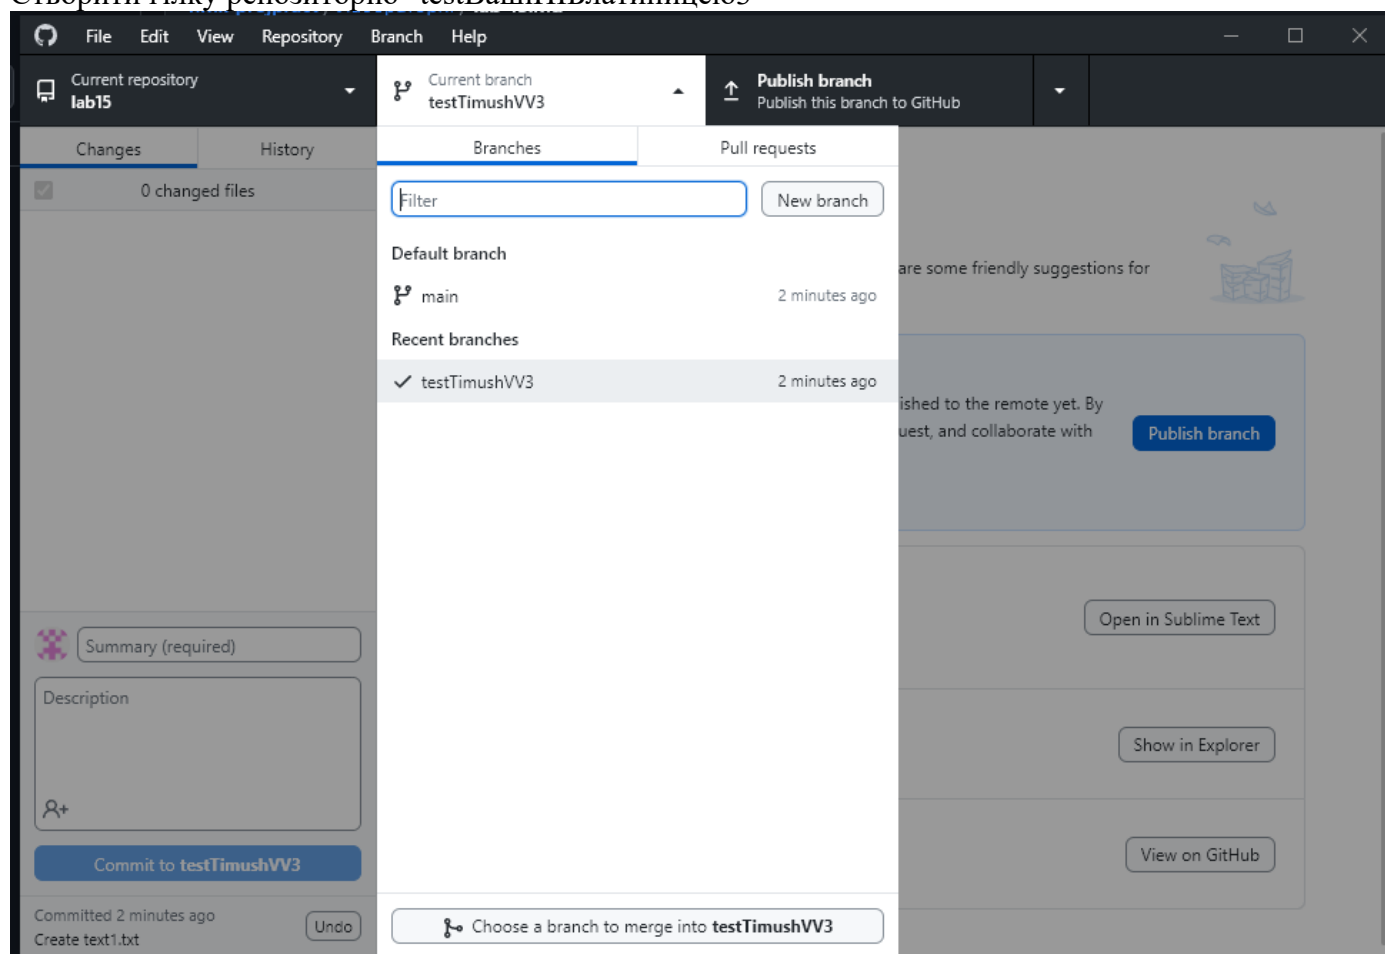 Створити гілку репозиторію
File Edit View Repository Branch Help
Current repository
lab15
Current branch
testTimushVV3
Publish branch
Publish this branch to GitHub
Changes History
Branches Pull requests
0 changed files
Filter
New branch
Default branch
are some friendly suggestions for
main 2 minutes ago
Recent branches
testTimushVV3 2 minutes ago
ished to the remote yet. By
uest, and collaborate with
Publish branch
Open in Sublime Text
Summary (required)
Description
Show in Explorer
Commit to testTimushVV3
View on GitHub
Committed 2 minutes ago
Create text1.txt
Undo
Choose a branch to merge into testTimushVV3